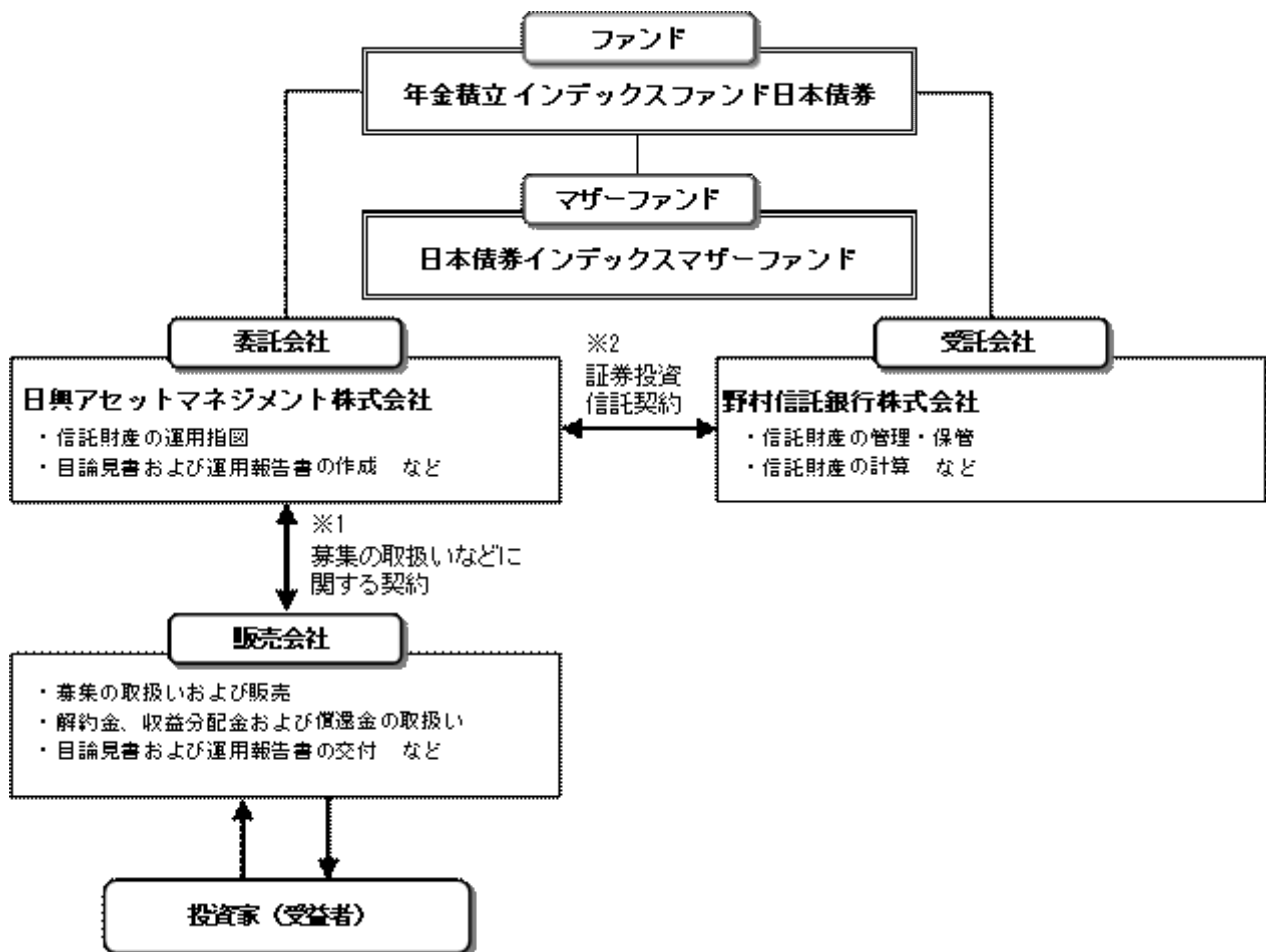 ファンド
年金積立 インデックスファンド日本債券
マザーファンド
日本債券インデックスマザーファンド
委託会社
日興アセットマネジメント株式会社
・信託財産の運用指図
・目論見書および運用報告書の作成　など
※2
証券投資
信託契約
受託会社
野村信託銀行株式会社
・信託財産の管理・保管
・信託財産の計算　など
※1
募集の取扱いなどに
関する契約
販売会社
・募集の取扱いおよび販売
・解約金、収益分配金および償還金の取扱い
・目論見書および運用報告書の交付　など
投資家（受益者）